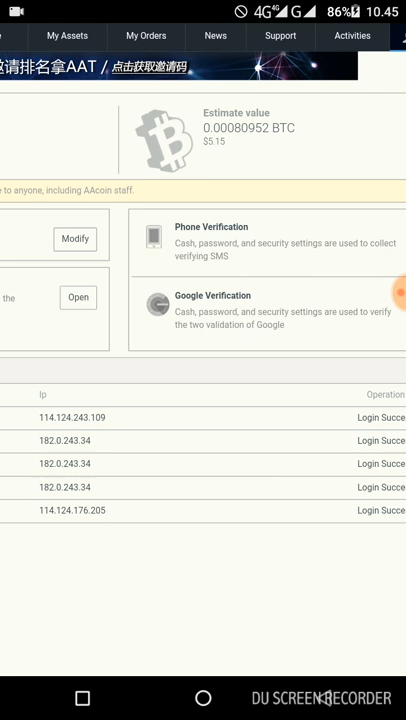 4G 4G G 86% 10.45
My Assets My Orders News Support Activities
请排名拿AAT / 点击获取邀请码
Estimate value
0.00080952 BTC
$5.15
e to anyone, including AAcoin staff.
Modify
Phone Verification
Cash, password, and security settings are used to collect
verifying SMS
the
Open
Google Verification
Cash, password, and security settings are used to verify
the two validation of Google
Ip Operation
114.124.243.109 Login Succe
182.0.243.34 Login Succe
182.0.243.34 Login Succe
182.0.243.34 Login Succe
114.124.176.205 Login Succe
DU SCREEN RECORDER